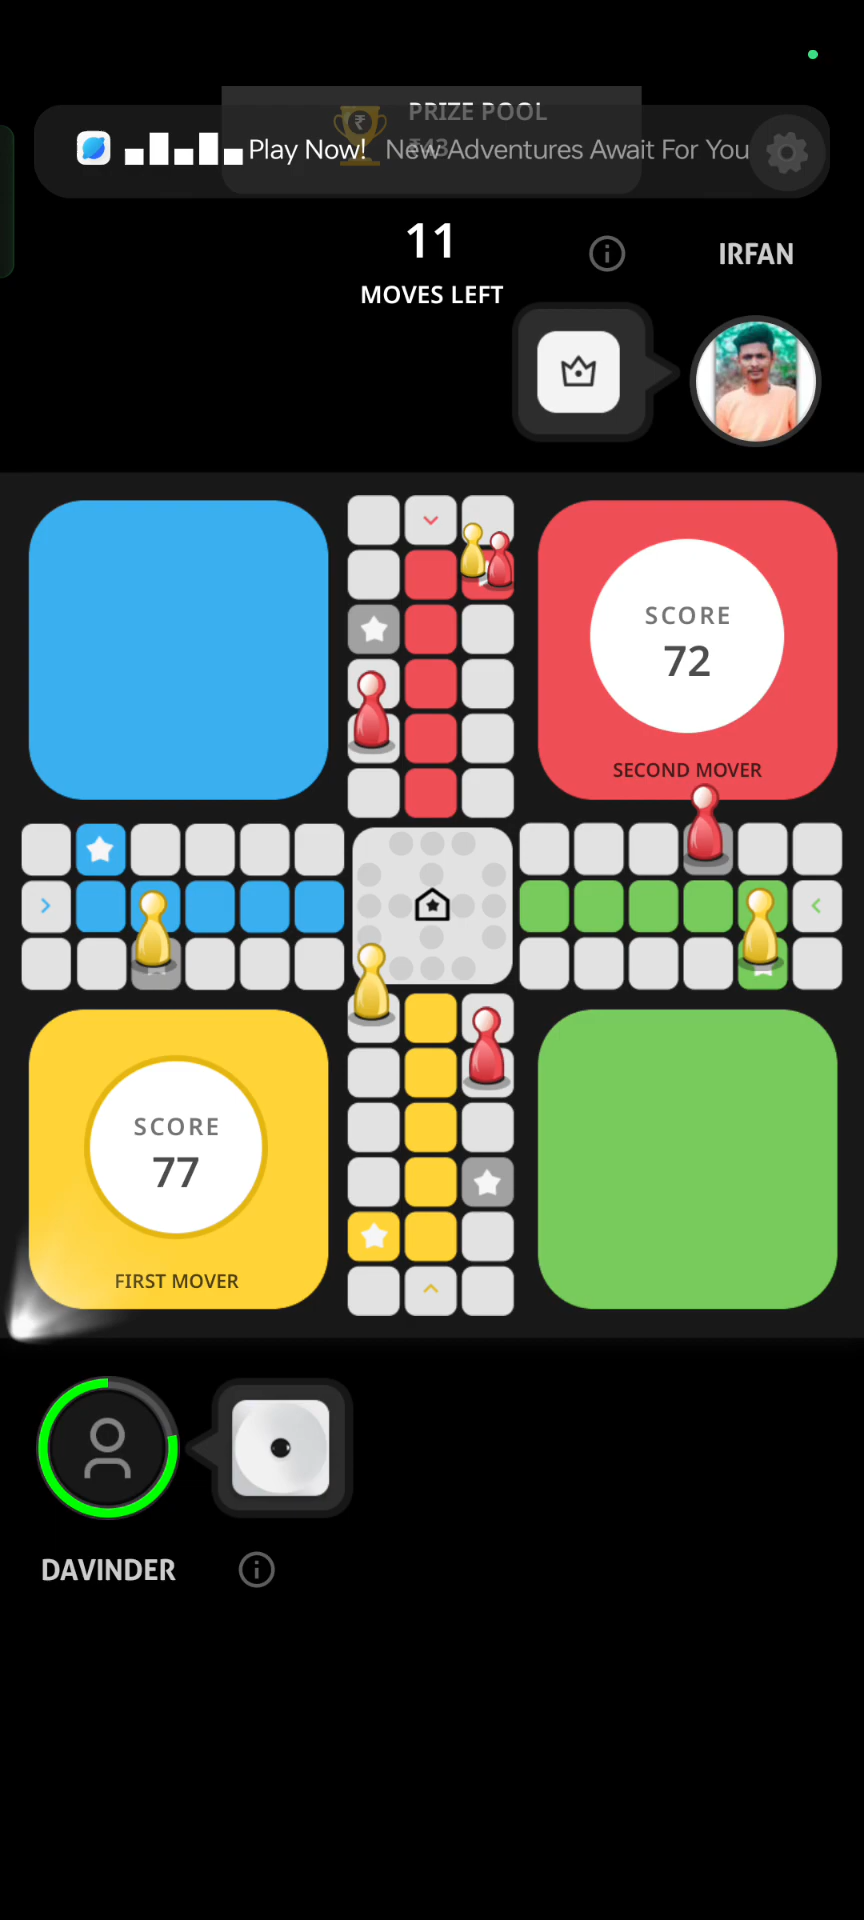 PRIZE POOL
Play Now! New Adventures Await For You
11
MOVES LEFT
IRFAN
SCORE
72
SECOND MOVER
SCORE
77
FIRST MOVER
DAVINDER